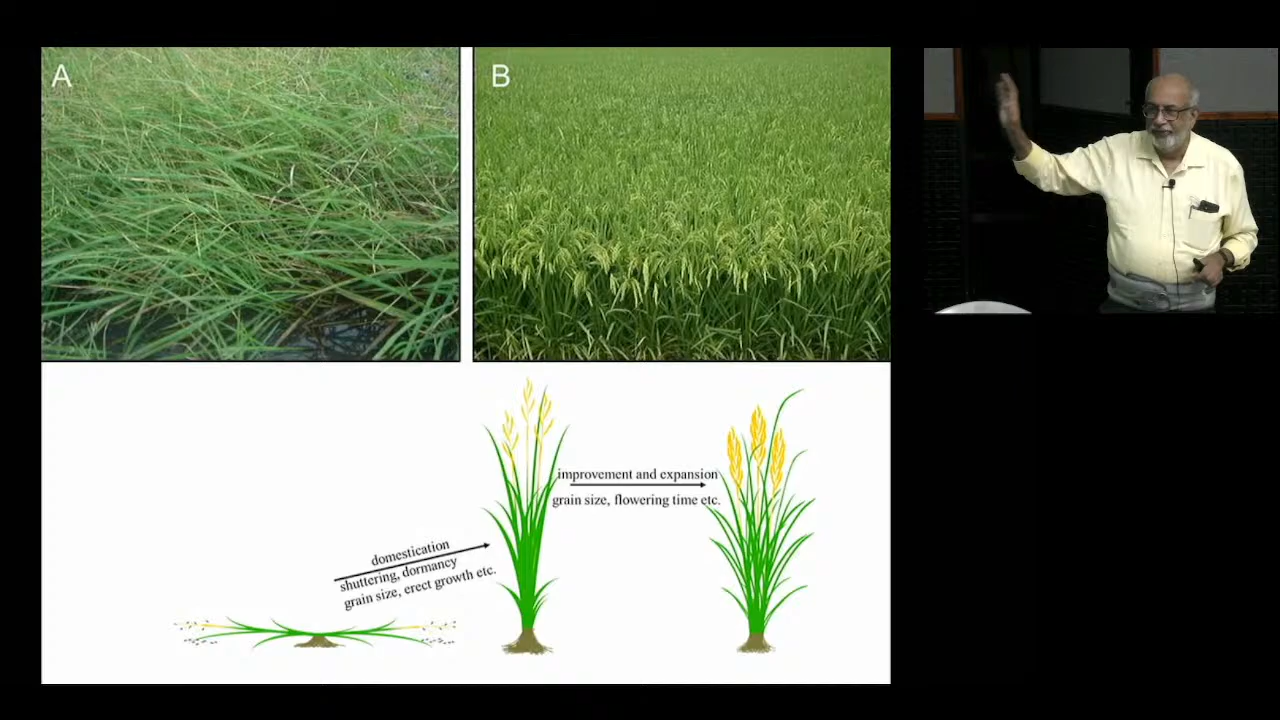 A
B
improvement and expansion
grain size, flowering time etc.
domestication
shuttering, dormancy
grain size, erect growth etc.